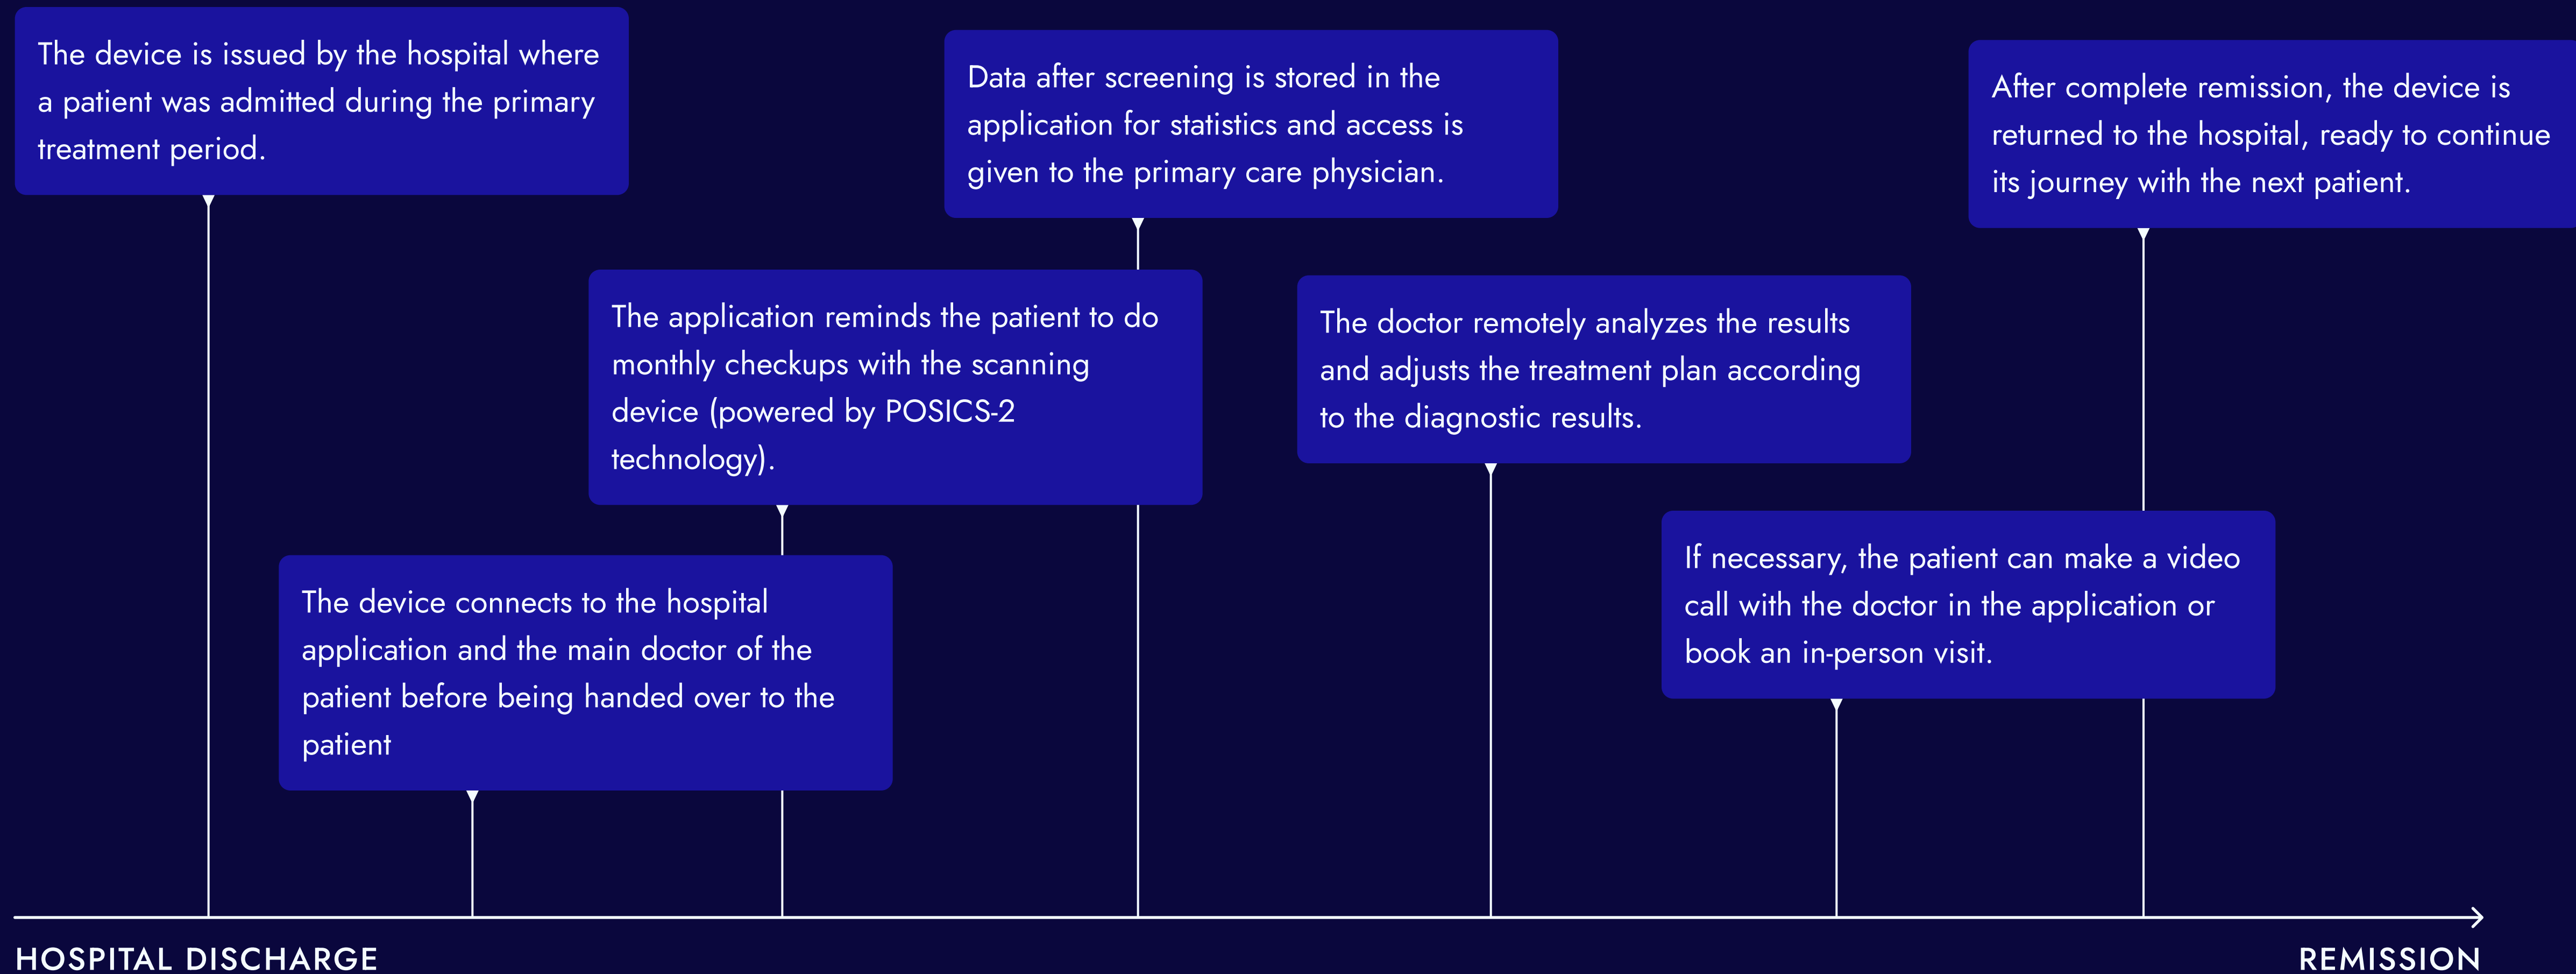 The device is issued by the hospital where
a patient was admitted during the primary
treatment period.
The device connects to the hospital
application and the main doctor of the
patient before being handed over to the
patient
The application reminds the patient to do
monthly checkups with the scanning
device (powered by POSICS-2
technology).
Data after screening is stored in the
application for statistics and access is
given to the primary care physician.
The doctor remotely analyzes the results
and adjusts the treatment plan according
to the diagnostic results.
If necessary, the patient can make a video
call with the doctor in the application or
book an in-person visit.
After complete remission, the device is
returned to the hospital, ready to continue
its journey with the next patient.
HOSPITAL DISCHARGE
REMISSION